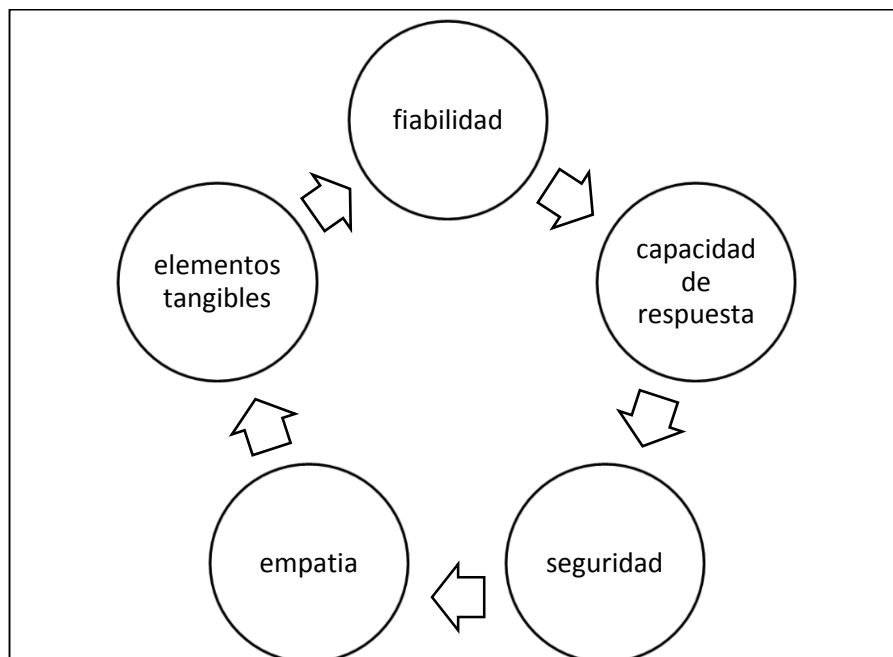 fiabilidad
capacidad
de
respuesta
seguridad
empatia
elementos
tangibles